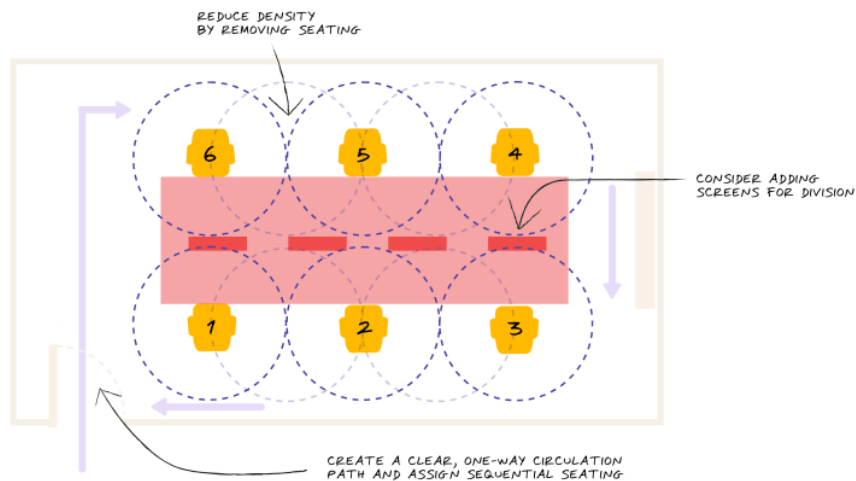 REDUCE DENSITY
BY REMOVING SEATING
6
5
4
CONSIDER ADDING
SCREENS FOR DIVISION
1
2
3
CREATE A CLEAR, ONE-WAY CIRCULATION
PATH AND ASSIGN SEQUENTIAL SEATING